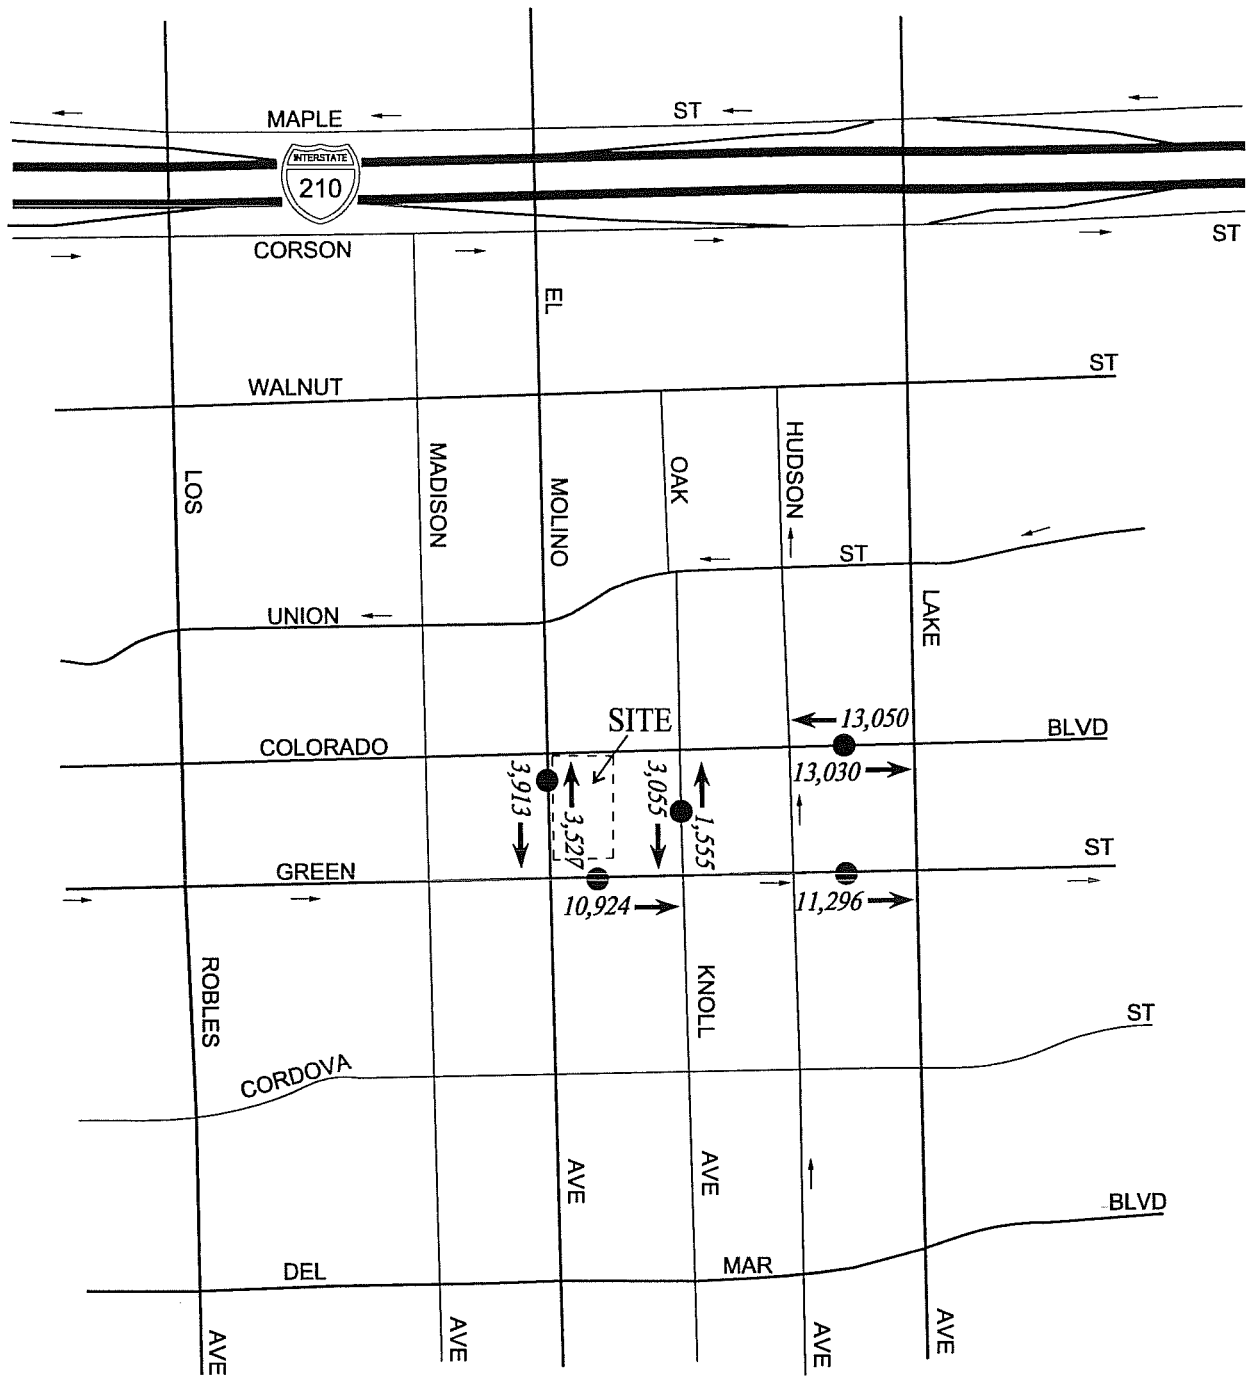 MAPLE
ST
INTERSTATE
210
CORSON
ST
EL
WALNUT
ST
LOS
MADISON
MOLINO
OAK
HUDSON
UNION
ST
LAKE
SITE
13,050
COLORADO
BLVD
13,030
3,913
3,527
3,055
1,555
GREEN
ST
10,924
11,296
ROBLES
KNOLL
ST
CORDOVA
AVE
AVE
BLVD
DEL
MAR
AVE
AVE
AVE
AVE